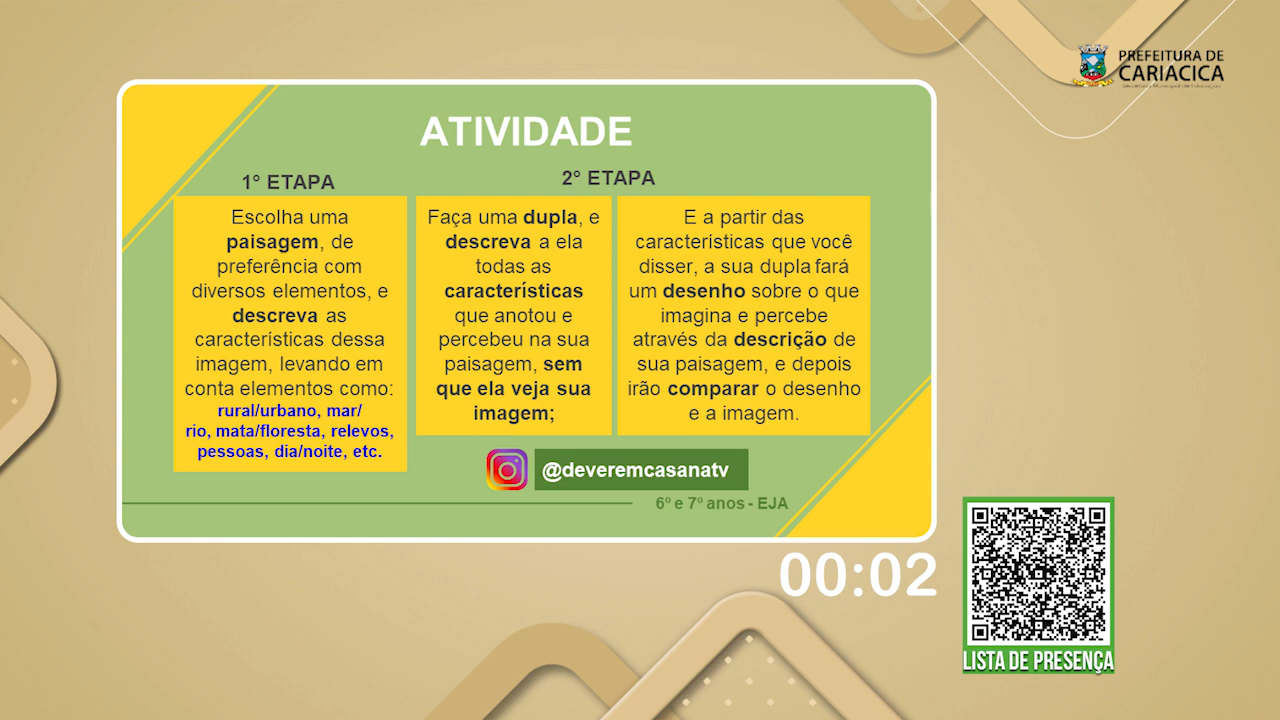 PREFEITURA DE
CARIACICA
ATIVIDADE
1° ETAPA
Escolha uma
paisagem, de
preferência com
diversos elementos, e
descreva as
características dessa
imagem, levando em
conta elementos como:
rural/urbano, mar/
rio, mata/floresta, relevos,
pessoas, dia/noite, etc.
2° ETAPA
Faça uma dupla, e
descreva a ela
todas as
características
que anotou e
percebeu na sua
paisagem, sem
que ela veja sua
imagem;
E a partir das
características que você
disser, a sua dupla fará
um desenho sobre o que
imagina e percebe
através da descrição de
sua paisagem, e depois
irão comparar o desenho
e a imagem.
@deveremcasanatv
6º e 7º anos - EJA
00:02
LISTA DE PRESENÇA